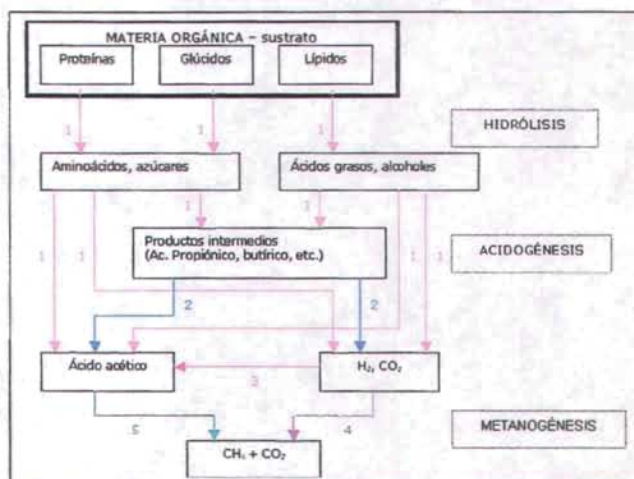 MATERIA ORGÁNICA – sustrato
Proteínas
Glúcidos
Lípidos
1
1
1
HIDRÓLISIS
Aminoácidos, azúcares
Ácidos grasos, alcoholes
1
1
Productos intermedios
(Ac. Propiónico, butírico, etc.)
ACIDOGÉNESIS
1
1
1
1
2
2
Ácido acético
H₂, CO₂
3
5
4
METANOGÉNESIS
CH₄ + CO₂